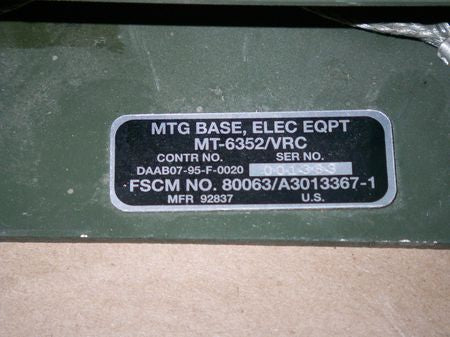 MTG BASE, ELEC EQPT
MT-6352/VRC
CONTR NO. SER NO.
DAAB07-95-F-0020
FSCM NO. 80063/A3013367-1
MFR 92837 U.S.